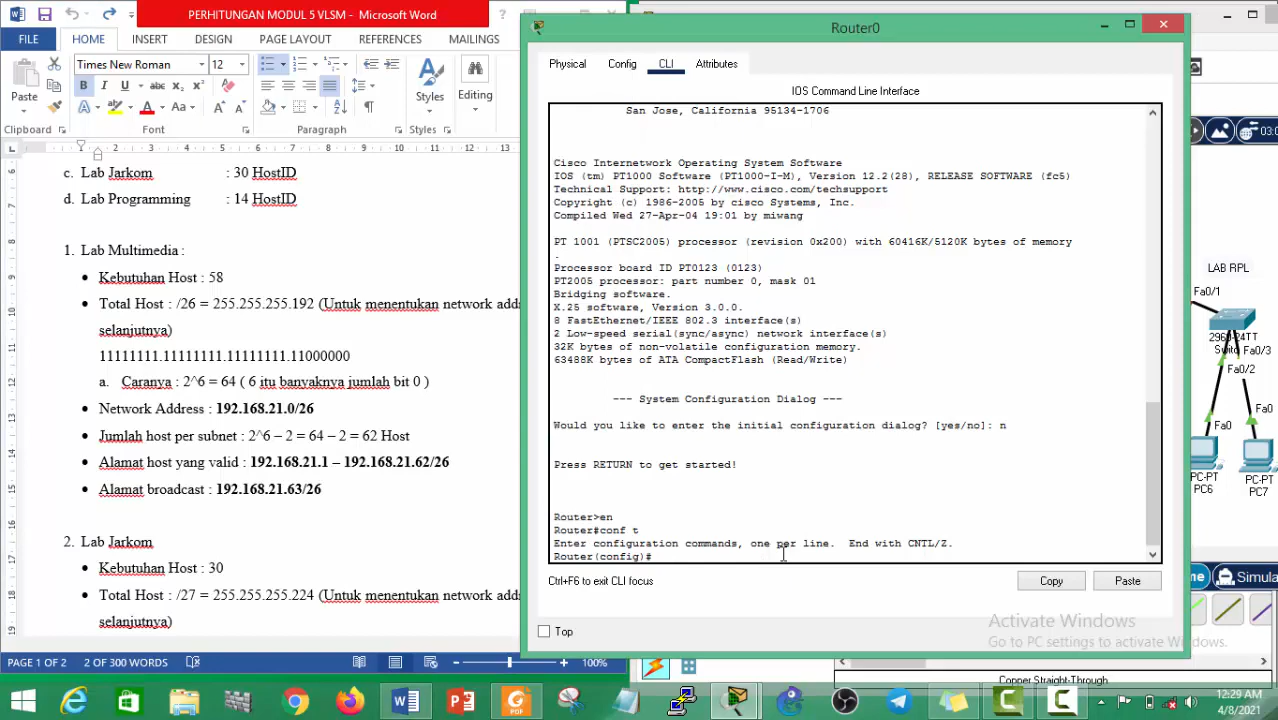 PERHITUNGAN MODUL 5 VLSM - Microsoft Word
FILE HOME INSERT DESIGN PAGE LAYOUT REFERENCES MAILINGS
Times New Roman 12
Paste
Styles
Editing
Clipboard Font Paragraph Styles
c. Lab Jarkom : 30 HostID
d. Lab Programming : 14 HostID
1. Lab Multimedia :
• Kebutuhan Host : 58
• Total Host : /26 = 255.255.255.192 (Untuk menentukan network add
selanjutnya)
11111111.11111111.11111111.11000000
a. Caranya : 2^6 = 64 ( 6 itu banyaknya jumlah bit 0 )
• Network Address : 192.168.21.0/26
• Jumlah host per subnet : 2^6 – 2 = 64 – 2 = 62 Host
• Alamat host yang valid : 192.168.21.1 – 192.168.21.62/26
• Alamat broadcast : 192.168.21.63/26
2. Lab Jarkom
• Kebutuhan Host : 30
• Total Host : /27 = 255.255.255.224 (Untuk menentukan network add
selanjutnya)
PAGE 1 OF 2 2 OF 300 WORDS 100%
Router0
Physical Config CLI Attributes
IOS Command Line Interface
San Jose, California 95134-1706
Cisco Internetwork Operating System Software
IOS (tm) PT1000 Software (PT1000-I-M), Version 12.2(28), RELEASE SOFTWARE (fc5)
Technical Support: http://www.cisco.com/techsupport
Copyright (c) 1986-2005 by cisco Systems, Inc.
Compiled Wed 27-Apr-04 19:01 by miwang
PT 1001 (PTSC2005) processor (revision 0x200) with 60416K/5120K bytes of memory
.
Processor board ID PT0123 (0123)
PT2005 processor: part number 0, mask 01
Bridging software.
X.25 software, Version 3.0.0.
8 FastEthernet/IEEE 802.3 interface(s)
2 Low-speed serial(sync/async) network interface(s)
32K bytes of non-volatile configuration memory.
63488K bytes of ATA CompactFlash (Read/Write)
--- System Configuration Dialog ---
Would you like to enter the initial configuration dialog? [yes/no]: n
Press RETURN to get started!
Router>en
Router#conf t
Enter configuration commands, one per line. End with CNTL/Z.
Router(config)#
Ctrl+F6 to exit CLI focus
Copy Paste
Top
LAB RPL
Fa0/1
Fa0/3
Fa0/2
Fa0 Fa0
PC-PT PC-PT
PC6 PC7
Simula
Activate Windows
Go to PC settings to activate Windows.
Copper Straight-Through
12:29 AM
4/8/2021